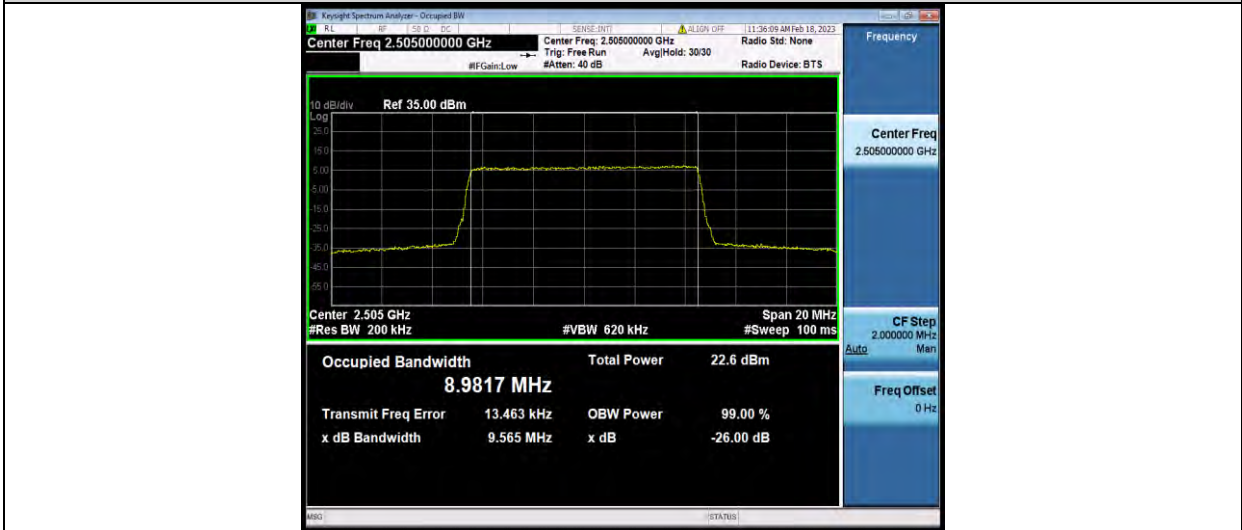 Keysight Spectrum Analyzer - Occupied BW
RL RF 50 Ω DC SENSE:INT ALIGN OFF 11:36:09 AM Feb 18, 2023
Center Freq 2.505000000 GHz Center Freq: 2.505000000 GHz Radio Std: None Frequency
Trig: Free Run Avg|Hold: 30/30
#IFGain:Low #Atten: 40 dB Radio Device: BTS
10 dB/div Ref 35.00 dBm
Log
25.0
15.0
5.00
-5.00
-15.0
-25.0
-35.0
-45.0
-55.0
Center Freq
2.505000000 GHz
Center 2.505 GHz Span 20 MHz
#Res BW 200 kHz #VBW 620 kHz #Sweep 100 ms
CF Step
2.000000 MHz
Auto Man
Occupied Bandwidth Total Power 22.6 dBm
8.9817 MHz
Freq Offset
0 Hz
Transmit Freq Error 13.463 kHz OBW Power 99.00 %
x dB Bandwidth 9.565 MHz x dB -26.00 dB
MSG STATUS